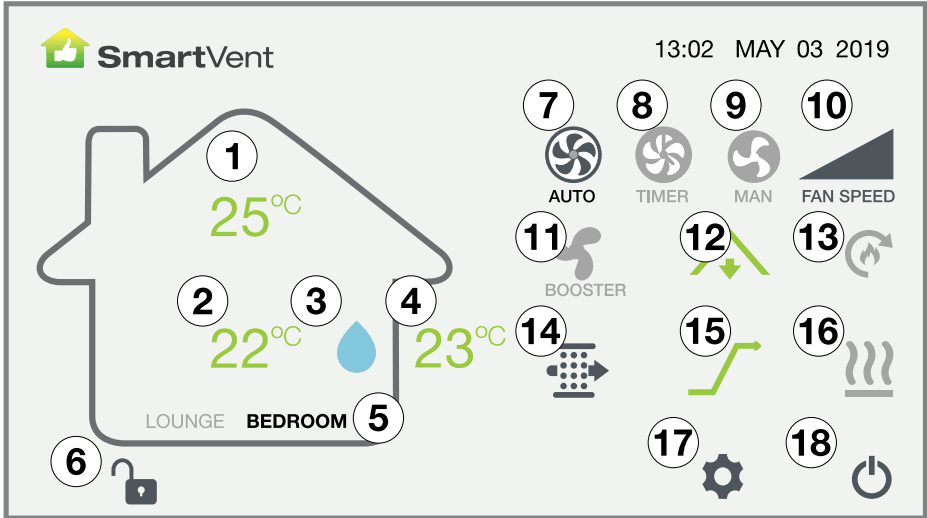 SmartVent
13:02 MAY 03 2019
7 8 9 10
1
AUTO TIMER MAN FAN SPEED
25°C
11 12 13
BOOSTER
2 3 4
22°C 23°C
14 15 16
LOUNGE BEDROOM 5
6 17 18